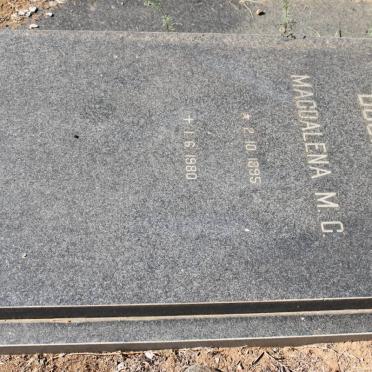 MAGDALENA M. C.
* 2. 10. 1895
+ 1. 6. 1980